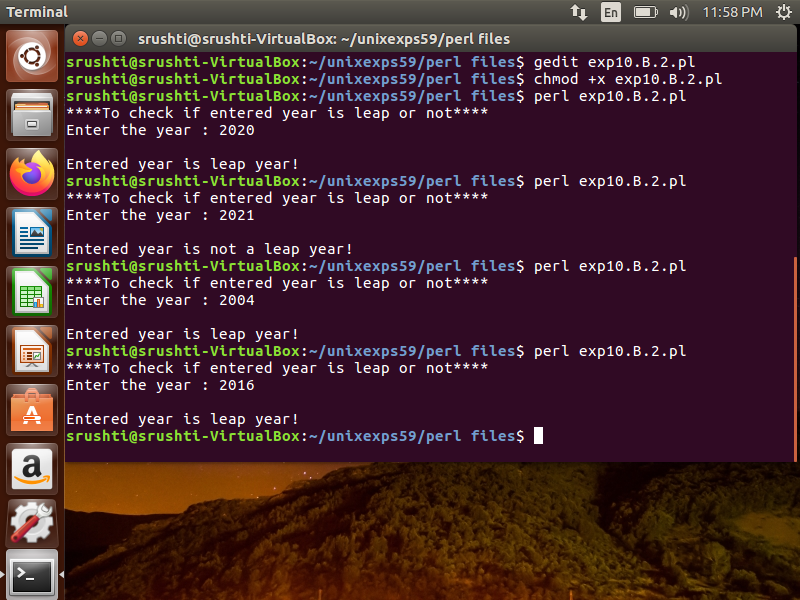 Terminal
En
11:58 PM
srushti@srushti-VirtualBox: ~/unixexps59/perl files
srushti@srushti-VirtualBox:~/unixexps59/perl files$ gedit exp10.B.2.pl
srushti@srushti-VirtualBox:~/unixexps59/perl files$ chmod +x exp10.B.2.pl
srushti@srushti-VirtualBox:~/unixexps59/perl files$ perl exp10.B.2.pl
****To check if entered year is leap or not****
Enter the year : 2020
Entered year is leap year!
srushti@srushti-VirtualBox:~/unixexps59/perl files$ perl exp10.B.2.pl
****To check if entered year is leap or not****
Enter the year : 2021
Entered year is not a leap year!
srushti@srushti-VirtualBox:~/unixexps59/perl files$ perl exp10.B.2.pl
****To check if entered year is leap or not****
Enter the year : 2004
Entered year is leap year!
srushti@srushti-VirtualBox:~/unixexps59/perl files$ perl exp10.B.2.pl
****To check if entered year is leap or not****
Enter the year : 2016
Entered year is leap year!
srushti@srushti-VirtualBox:~/unixexps59/perl files$